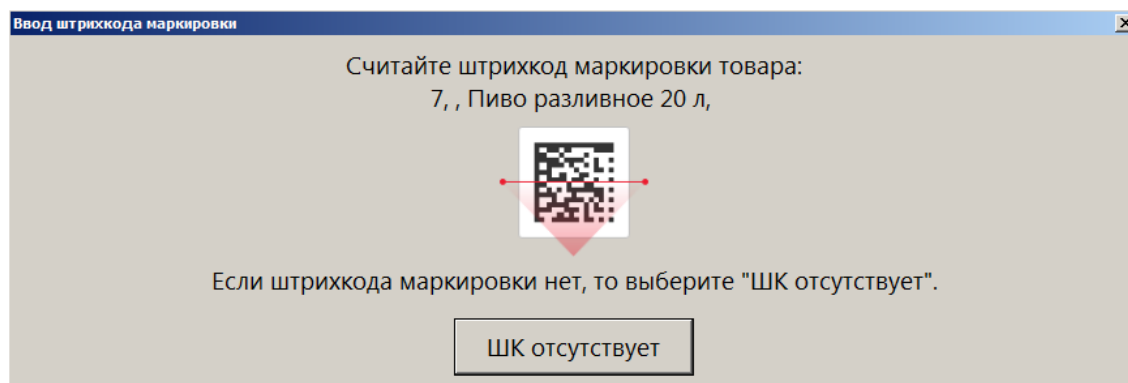 Ввод штрихкода маркировки
Считайте штрихкод маркировки товара:
7, , Пиво разливное 20 л,
Если штрихкода маркировки нет, то выберите "ШК отсутствует".
ШК отсутствует